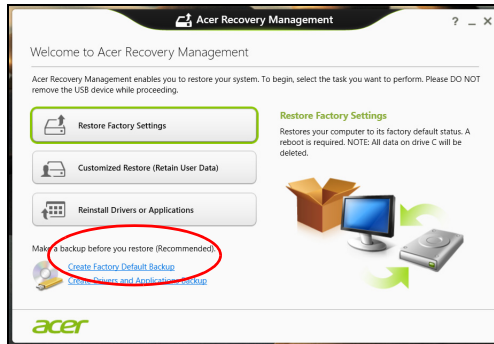 Acer Recovery Management
? _ X
Welcome to Acer Recovery Management
Acer Recovery Management enables you to restore your system. To begin, select the task you want to perform. Please DO NOT
remove the USB device while proceeding.
Restore Factory Settings
Customized Restore (Retain User Data)
Reinstall Drivers or Applications
Restore Factory Settings
Restores your computer to its factory default status. A
reboot is required. NOTE: All data on drive C will be
deleted.
Make a backup before you restore (Recommended).
Create Factory Default Backup
Create Drivers and Applications Backup
acer